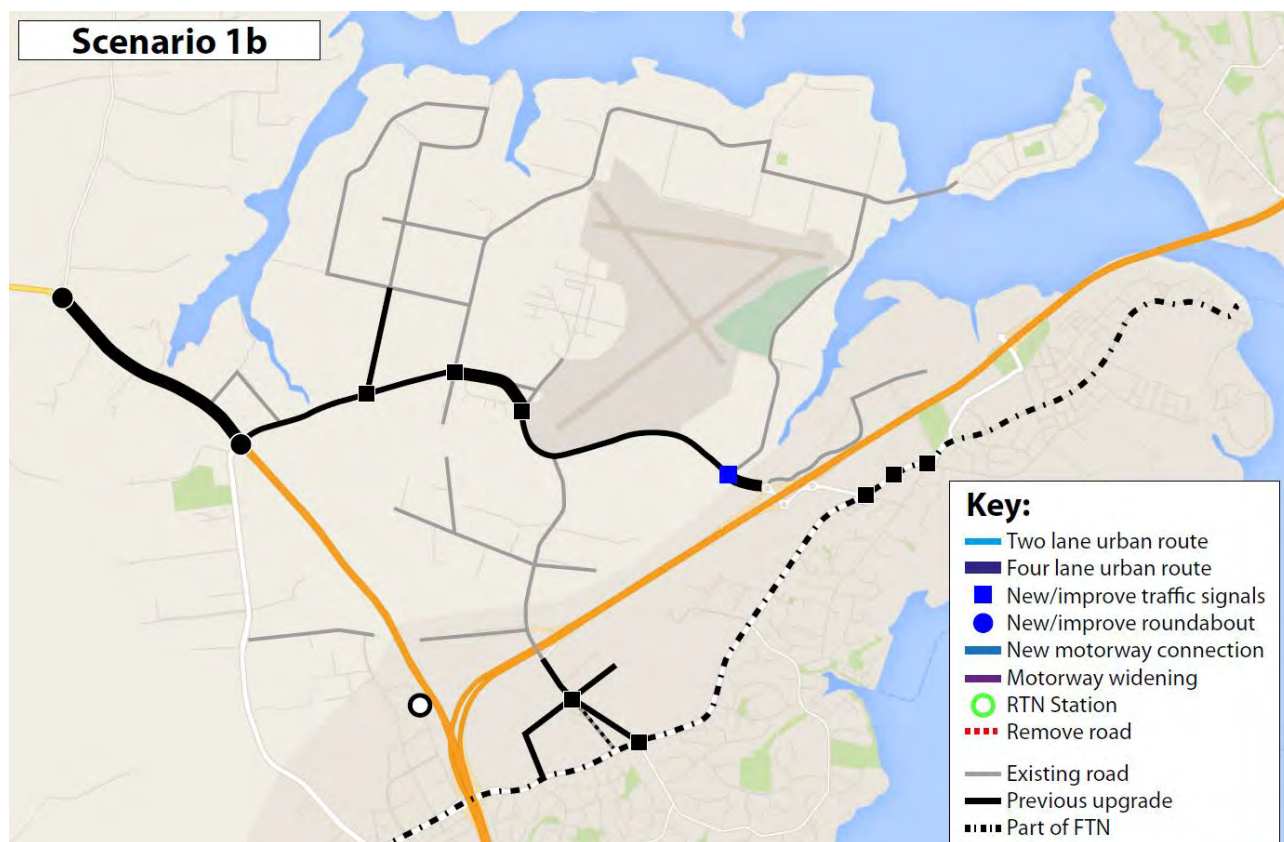 Scenario 1b
Key:
Two lane urban route
Four lane urban route
New/improve traffic signals
New/improve roundabout
New motorway connection
Motorway widening
RTN Station
Remove road
Existing road
Previous upgrade
Part of FTN